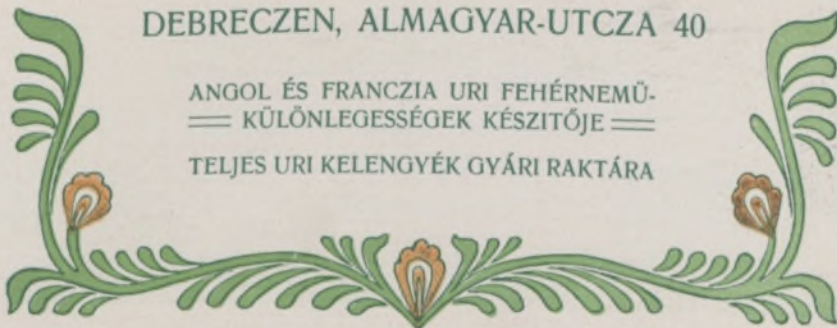 DEBRECZEN, ALMAGYAR-UTCZA 40
ANGOL ÉS FRANCZIA URI FEHÉRNEMÜ-
KÜLÖNLEGESSÉGEK KÉSZITŐJE
TELJES URI KELENGYÉK GYÁRI RAKTÁRA